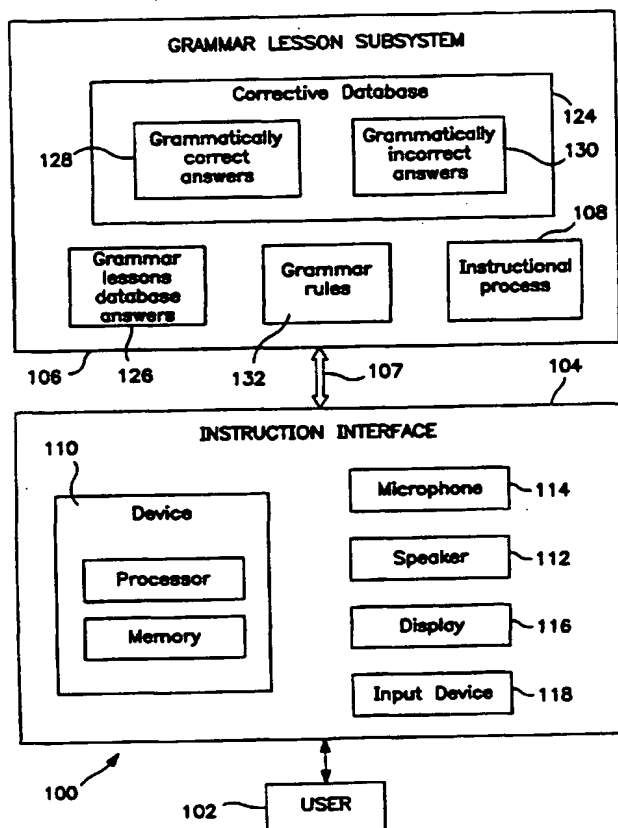 GRAMMAR LESSON SUBSYSTEM
Corrective Database
124
128
Grammatically
correct
answers
Grammatically
incorrect
answers
130
108
Grammar
lessons
database
answers
Grammar
rules
Instructional
process
106
126
132
107
104
INSTRUCTION INTERFACE
110
Device
Processor
Memory
Microphone
114
Speaker
112
Display
116
Input Device
118
100
102
USER